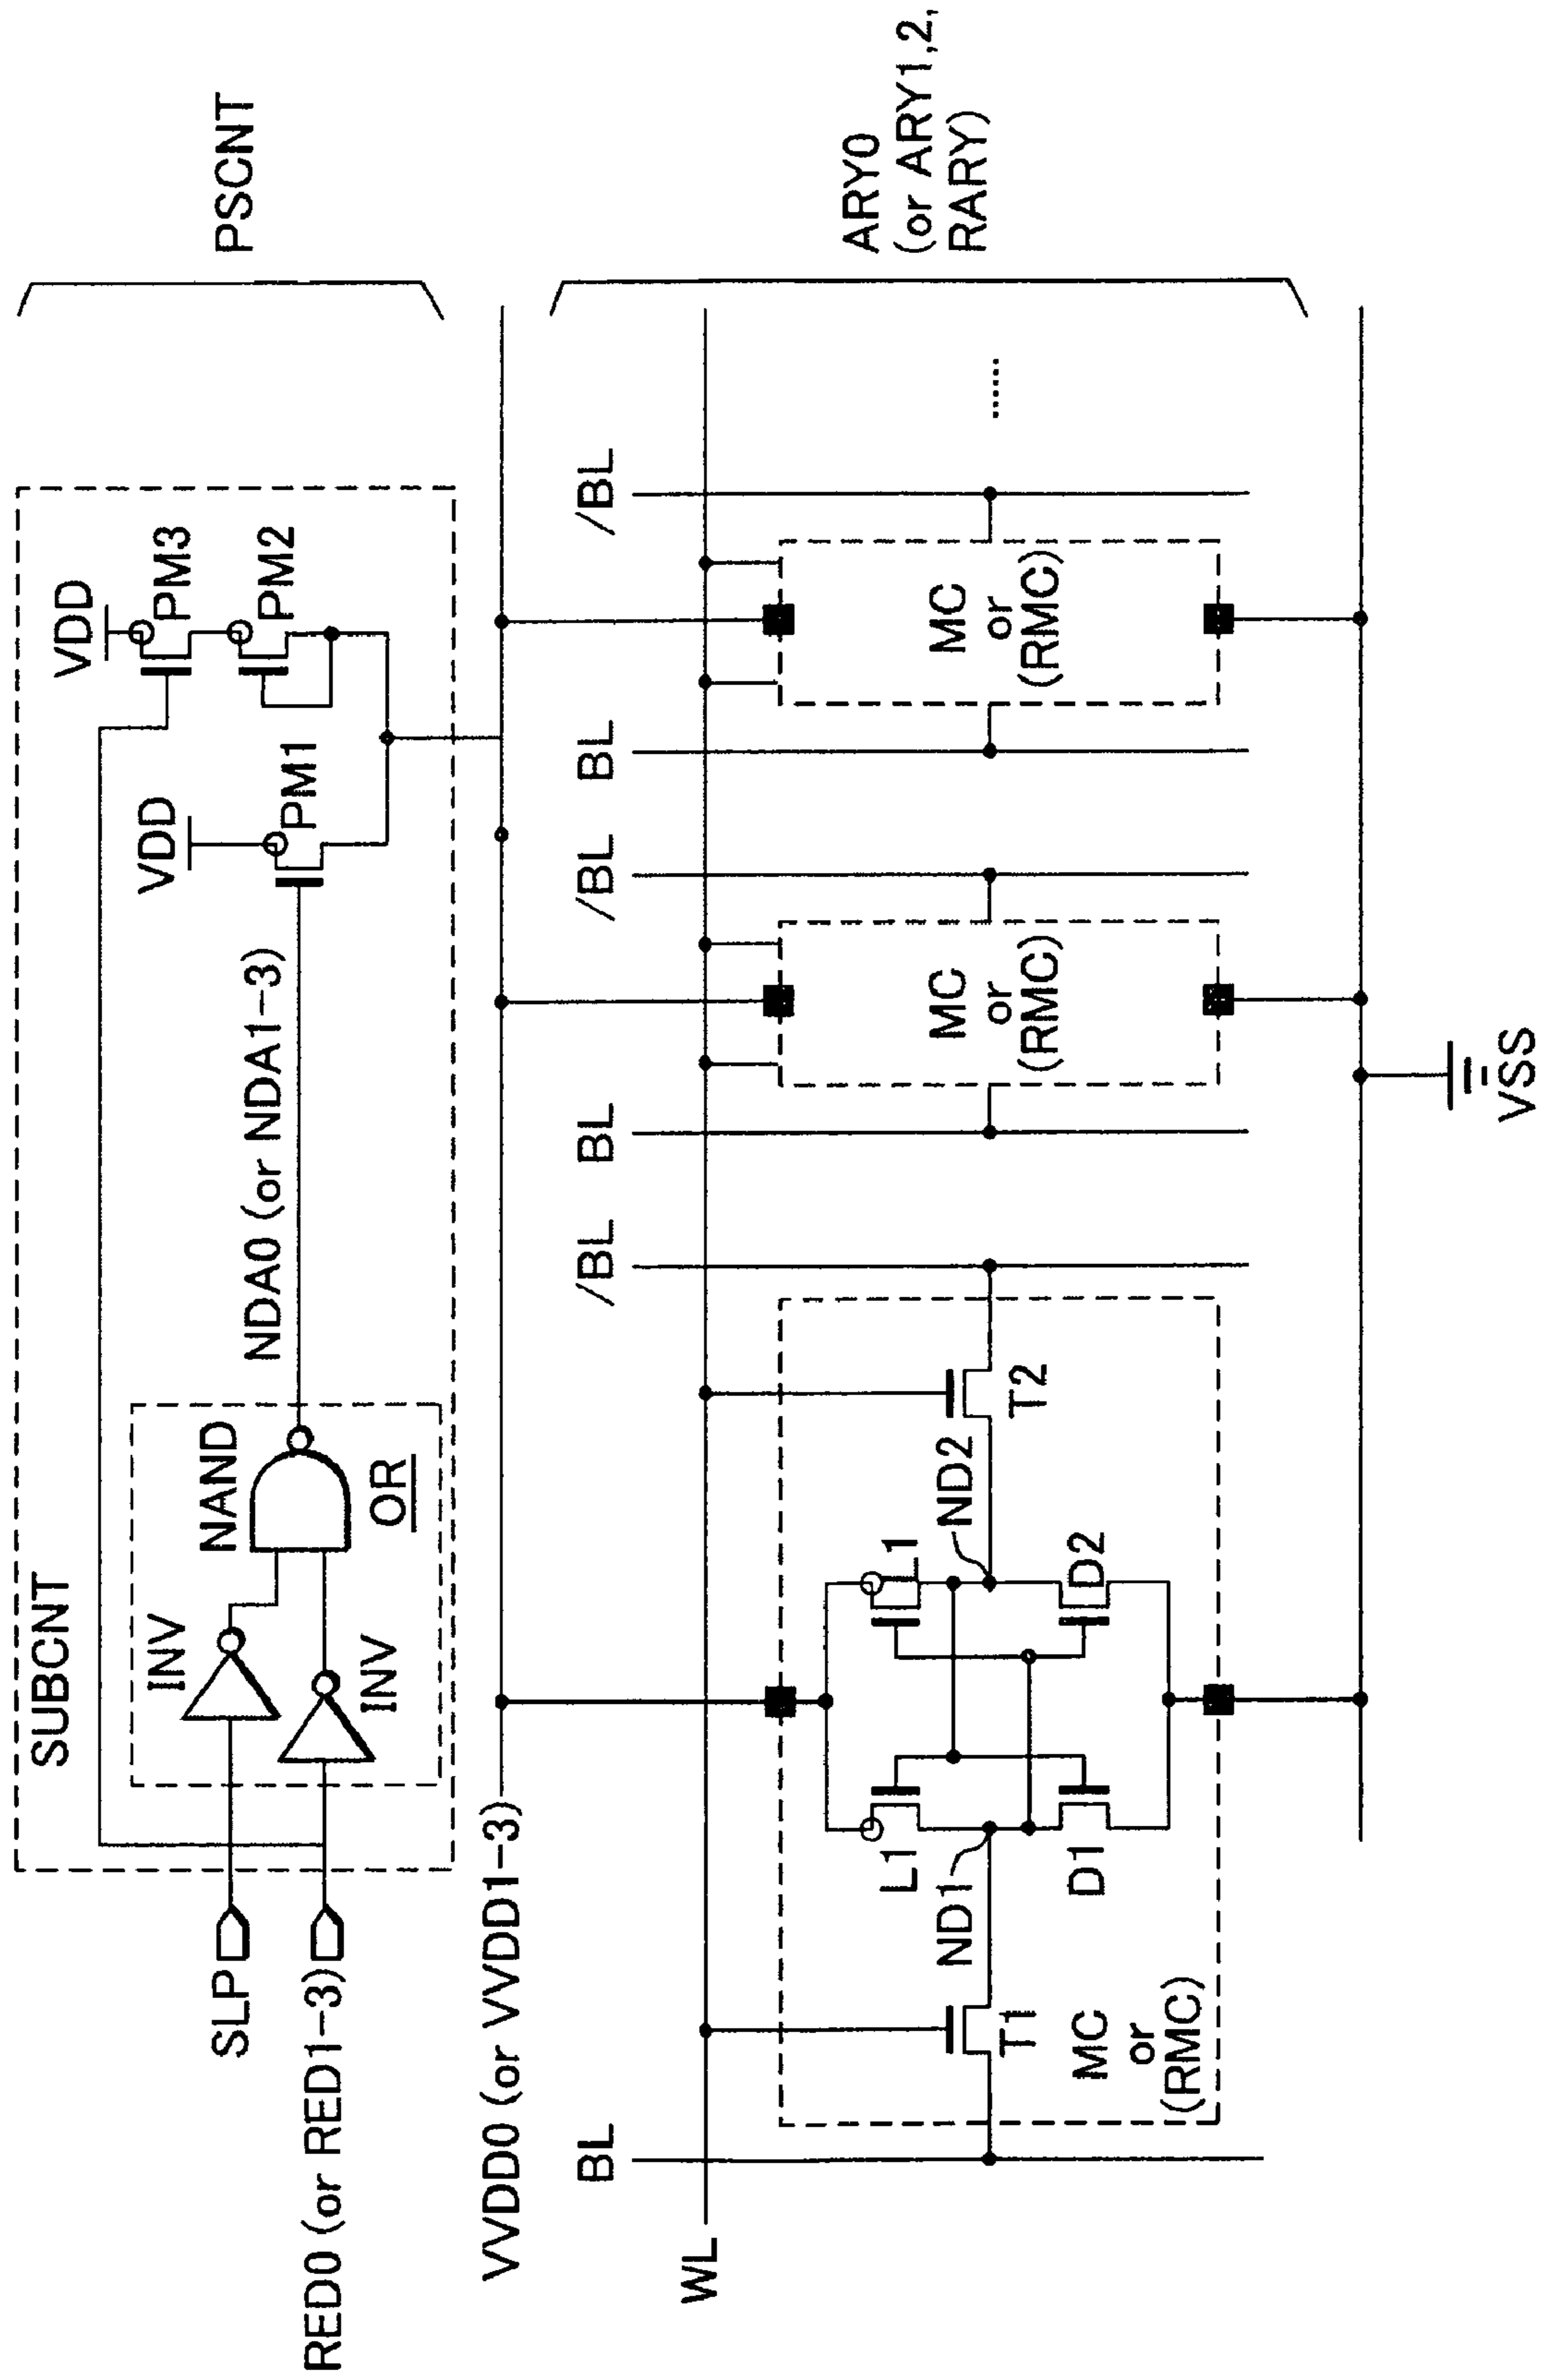 SUBCNT
SLP
RED0 (or RED1-3)
INV
INV
NAND
OR
NDA0 (or NDA1-3)
VDD
PM1
VDD
PM3
PM2
PSCNT
VVDD0 (or VVDD1-3)
WL
BL
/BL
BL
/BL
BL
/BL
T1
ND1
L1
L1
D1
D2
ND2
T2
MC
or
(RMC)
MC
or
(RMC)
MC
or
(RMC)
......
ARY0
(or ARY1,2,
RARY)
VSS